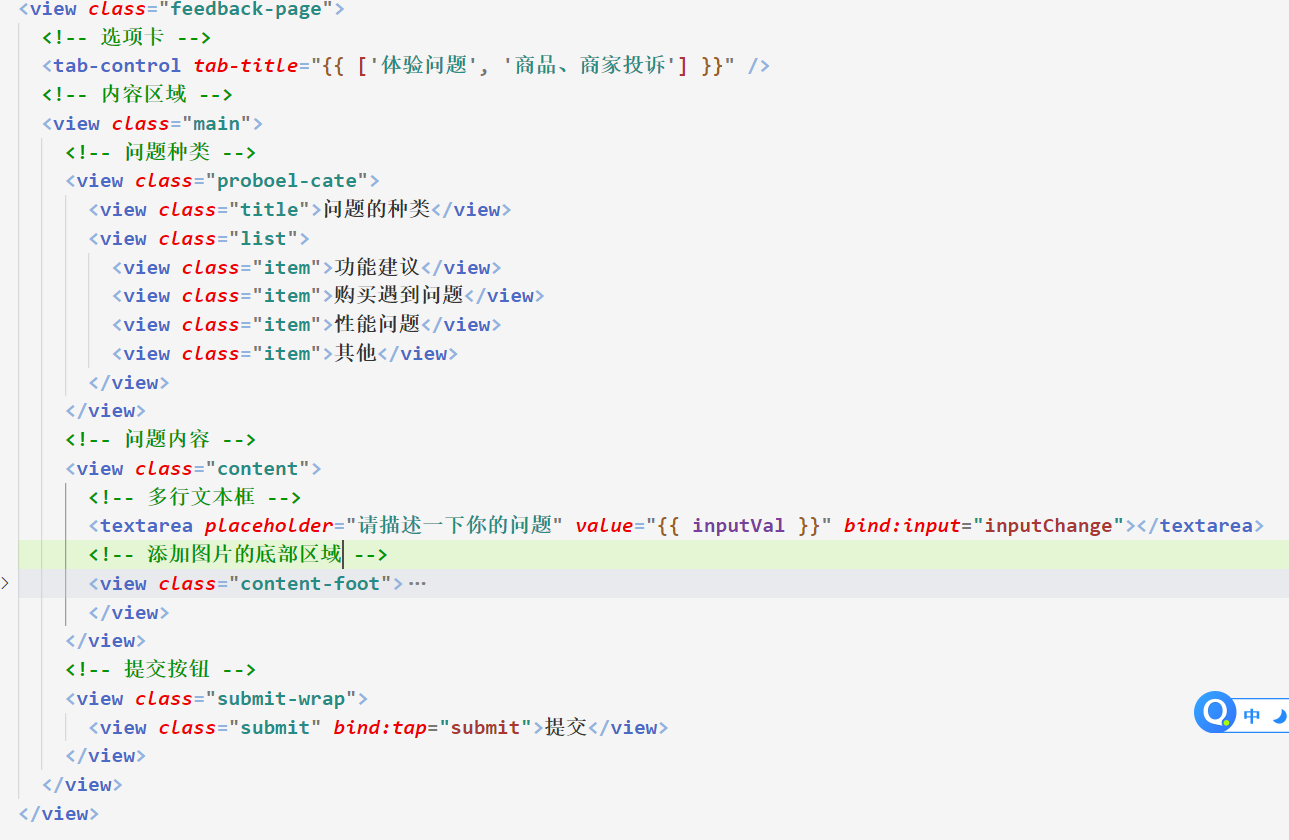 <view class="feedback-page">
<!-- 选项卡 -->
<tab-control tab-title="{{ ['体验问题', '商品、商家投诉'] }}" />
<!-- 内容区域 -->
<view class="main">
<!-- 问题种类 -->
<view class="proboel-cate">
<view class="title">问题的种类</view>
<view class="list">
<view class="item">功能建议</view>
<view class="item">购买遇到问题</view>
<view class="item">性能问题</view>
<view class="item">其他</view>
</view>
</view>
<!-- 问题内容 -->
<view class="content">
<!-- 多行文本框 -->
<textarea placeholder="请描述一下你的问题" value="{{ inputVal }}" bind:input="inputChange"></textarea>
<!-- 添加图片的底部区域 -->
<view class="content-foot">…
</view>
</view>
<!-- 提交按钮 -->
<view class="submit-wrap">
<view class="submit" bind:tap="submit">提交</view>
</view>
</view>
</view>
中